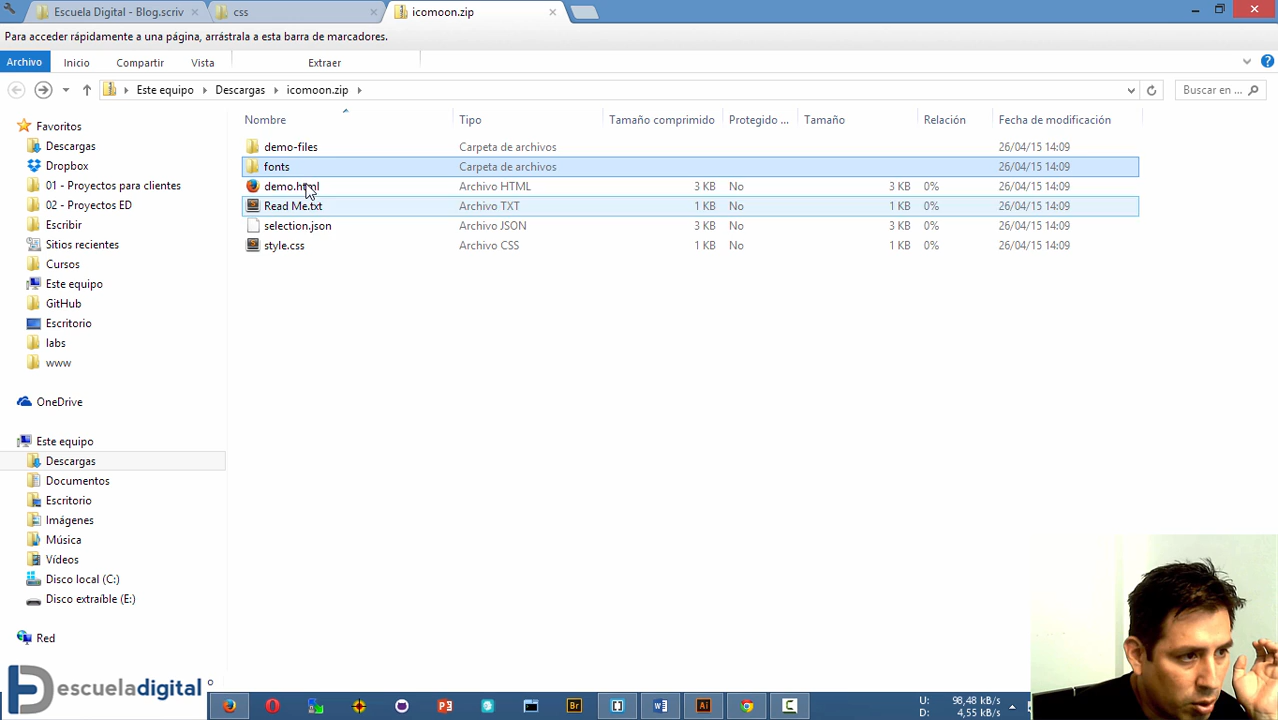 Escuela Digital - Blog.scriv
css
icomoon.zip
Para acceder rápidamente a una página, arrástrala a esta barra de marcadores.
Archivo Inicio Compartir Vista Extraer
Este equipo Descargas icomoon.zip
Buscar en ...
Nombre Tipo Tamaño comprimido Protegido ... Tamaño Relación Fecha de modificación
demo-files Carpeta de archivos 26/04/15 14:09
fonts Carpeta de archivos 26/04/15 14:09
demo.html Archivo HTML 3 KB No 3 KB 0% 26/04/15 14:09
Read Me.txt Archivo TXT 1 KB No 1 KB 0% 26/04/15 14:09
selection.json Archivo JSON 3 KB No 3 KB 0% 26/04/15 14:09
style.css Archivo CSS 1 KB No 1 KB 0% 26/04/15 14:09
Favoritos
Descargas
Dropbox
01 - Proyectos para clientes
02 - Proyectos ED
Escribir
Sitios recientes
Cursos
Este equipo
GitHub
Escritorio
labs
www
OneDrive
Este equipo
Descargas
Documentos
Escritorio
Imágenes
Música
Vídeos
Disco local (C:)
Disco extraíble (E:)
Red
escueladigital
Br
U: 98,48 kB/s
D: 4,55 kB/s